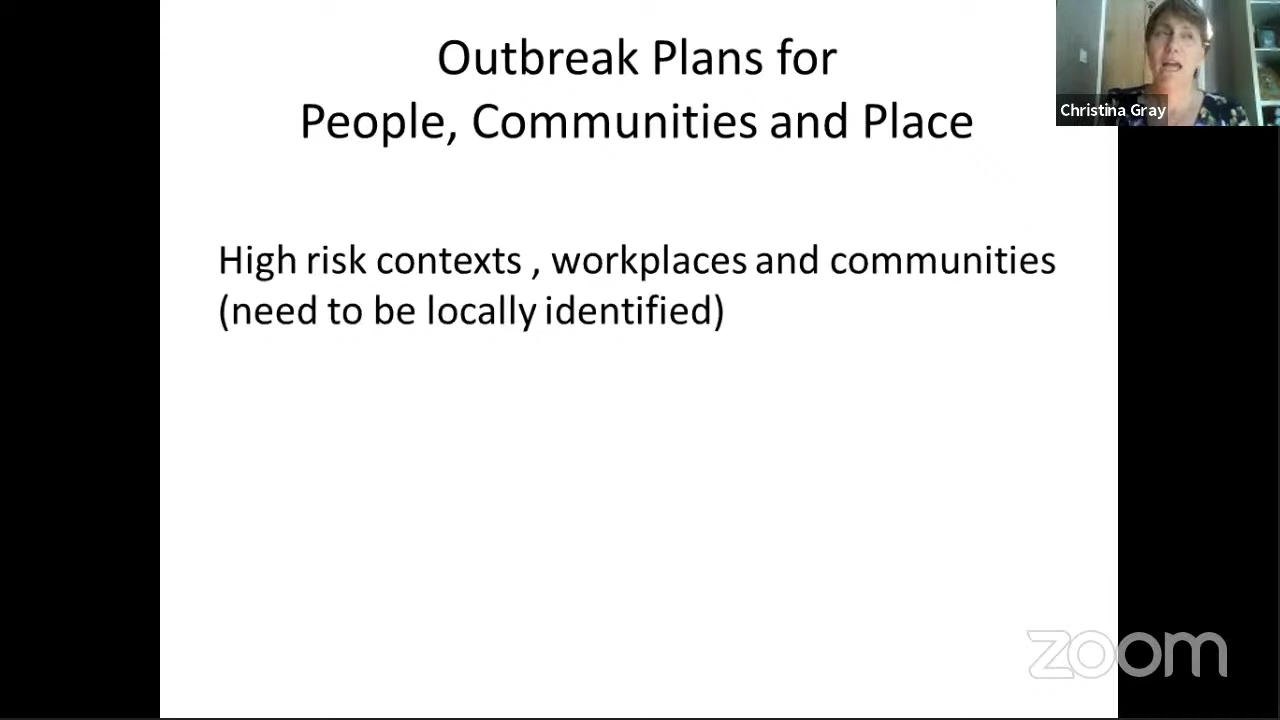 Outbreak Plans for
People, Communities and Place
Christina Gray
High risk contexts , workplaces and communities
(need to be locally identified)
zoom